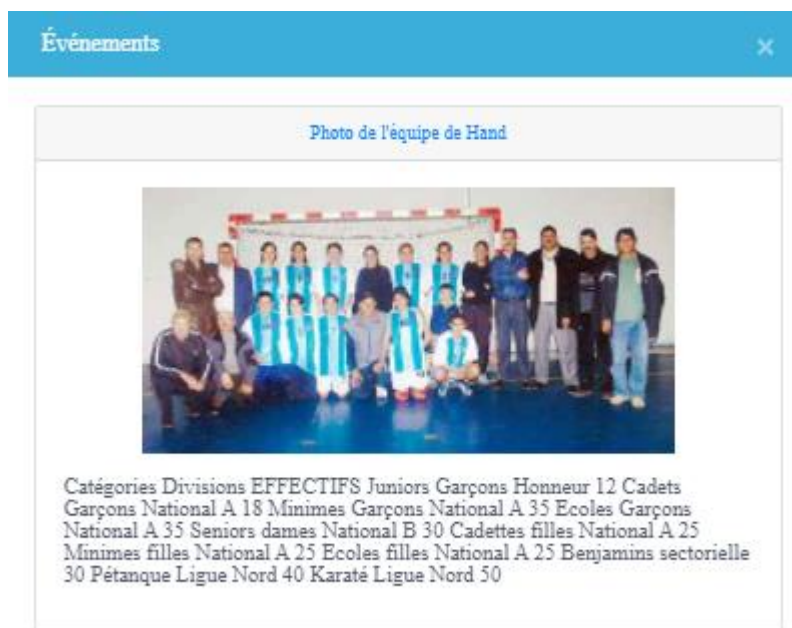 Événements
×
Photo de l'équipe de Hand
Catégories Divisions EFFECTIFS Juniors Garçons Honneur 12 Cadets
Garçons National A 18 Minimes Garçons National A 35 Ecoles Garçons
National A 35 Seniors dames National B 30 Cadettes filles National A 25
Minimes filles National A 25 Ecoles filles National A 25 Benjamins sectorielle
30 Pétanque Ligue Nord 40 Karaté Ligue Nord 50